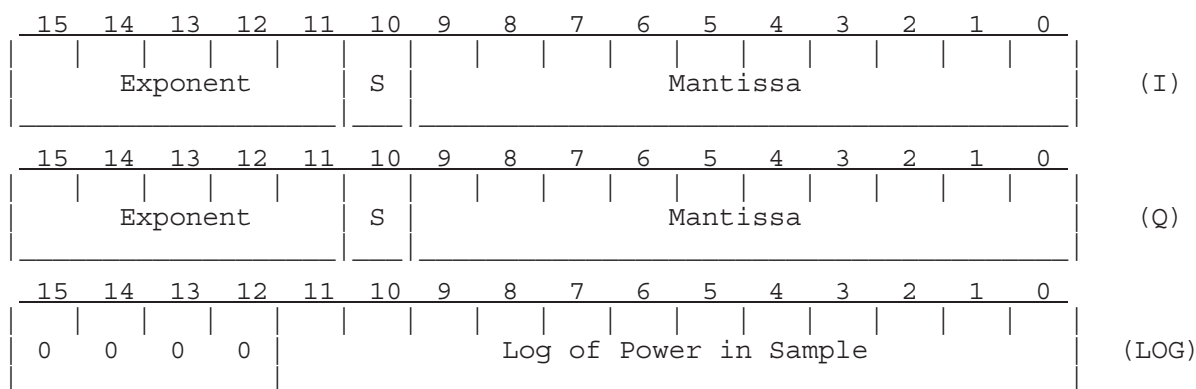 15 14 13 12 11 10 9 8 7 6 5 4 3 2 1 0
Exponent S Mantissa (I)
15 14 13 12 11 10 9 8 7 6 5 4 3 2 1 0
Exponent S Mantissa (Q)
15 14 13 12 11 10 9 8 7 6 5 4 3 2 1 0
0 0 0 0 Log of Power in Sample (LOG)